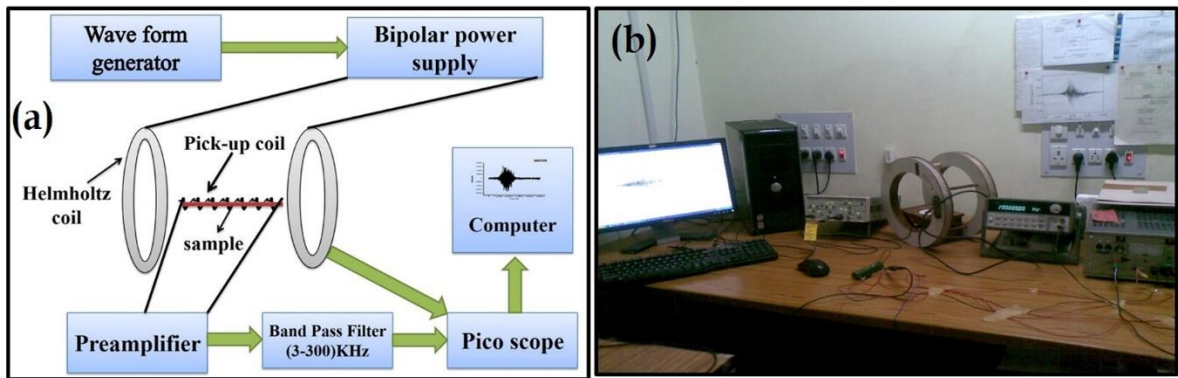 Wave form
generator
Bipolar power
supply
(a)
Pick-up coil
Helmholtz
coil
sample
Computer
Preamplifier
Band Pass Filter
(3-300)KHz
Pico scope
(b)